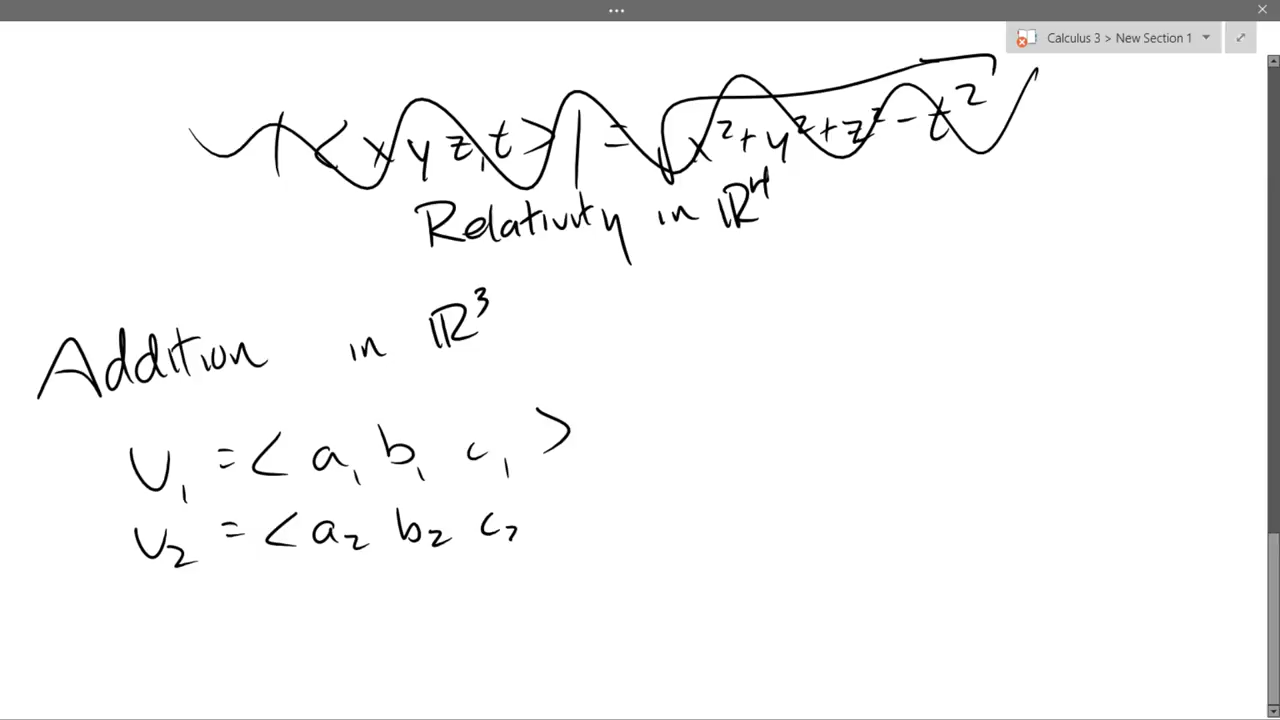 Calculus 3 > New Section 1
|<x y z, t>| = √x²+y²+z²-t²
Relativity in ℝ⁴
Addition in ℝ³
V₁ = < a₁ b₁ c₁ >
V₂ = < a₂ b₂ c₂